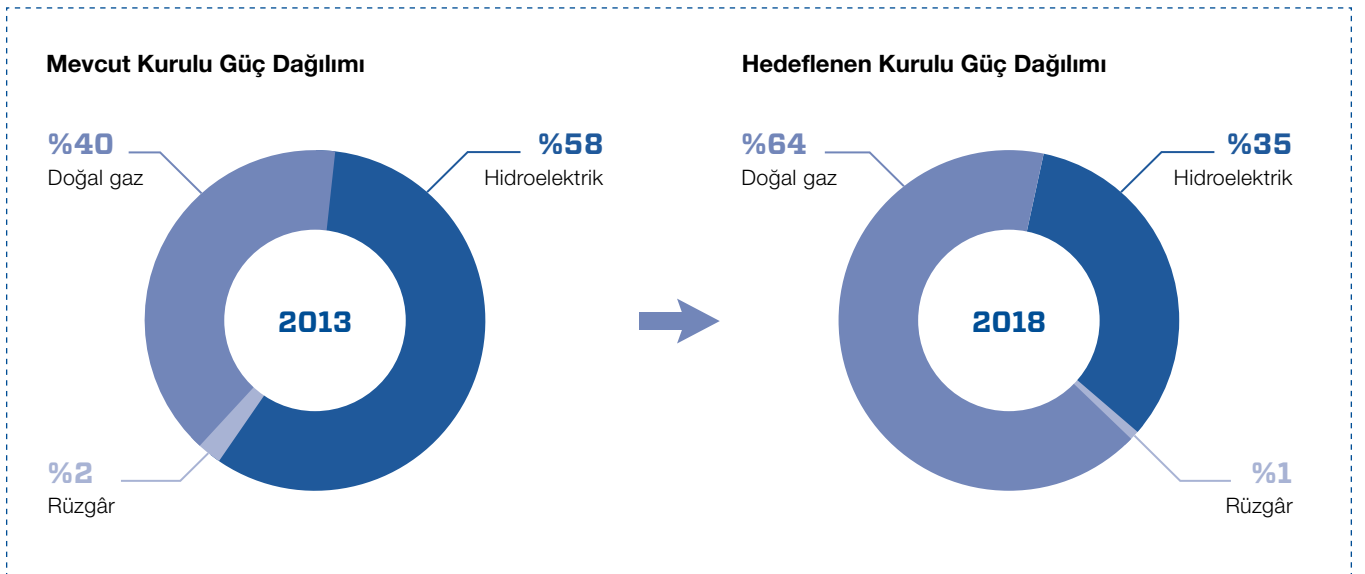 Mevcut Kurulu Güç Dağılımı
%40
Doğal gaz
%58
Hidroelektrik
2013
%2
Rüzgâr
Hedeflenen Kurulu Güç Dağılımı
%64
Doğal gaz
%35
Hidroelektrik
2018
%1
Rüzgâr